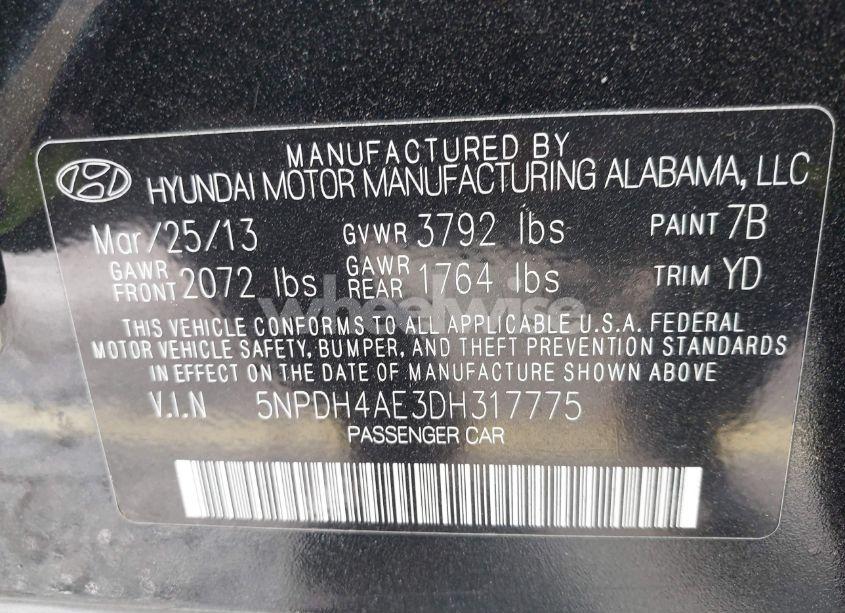 MANUFACTURED BY
HYUNDAI MOTOR MANUFACTURING ALABAMA, LLC
Mar/25/13 GVWR 3792 lbs PAINT 7B
GAWR FRONT 2072 lbs GAWR REAR 1764 lbs TRIM YD
wheelwise
THIS VEHICLE CONFORMS TO ALL APPLICABLE U.S.A. FEDERAL
MOTOR VEHICLE SAFETY, BUMPER, AND THEFT PREVENTION STANDARDS
IN EFFECT ON THE DATE OF MANUFACTURE SHOWN ABOVE
V.I.N 5NPDH4AE3DH317775
PASSENGER CAR